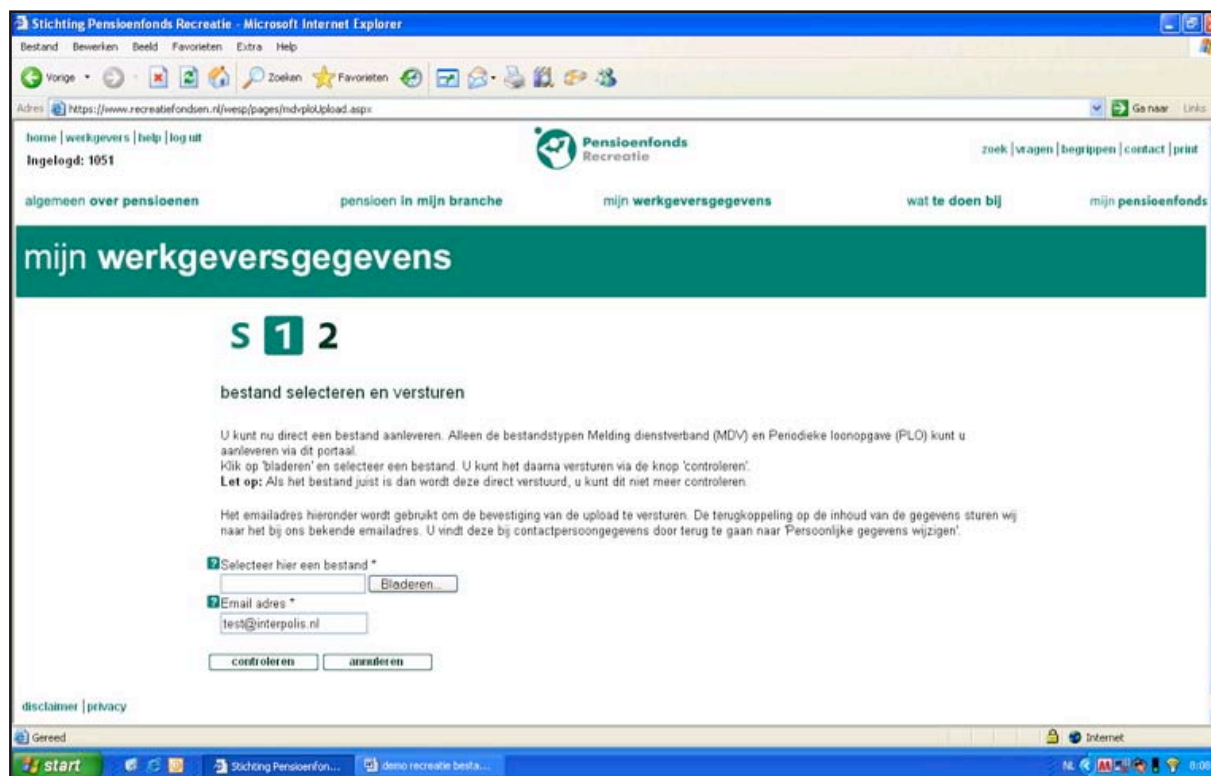 Stichting Pensioenfonds Recreatie - Microsoft Internet Explorer
Bestand Bewerken Beeld Favorieten Extra Help
Vorige Zoeken Favorieten
Adres https://www.recreatiefondsen.nl/wesp/pages/mdvploUpload.aspx Ga naar Links
home | werkgevers | help | log uit
Ingelogd: 1051
Pensioenfonds
Recreatie
zoek | vragen | begrippen | contact | print
algemeen over pensioenen pensioen in mijn branche mijn werkgeversgegevens wat te doen bij mijn pensioenfonds
mijn werkgeversgegevens
S 1 2
bestand selecteren en versturen
U kunt nu direct een bestand aanleveren. Alleen de bestandstypen Melding dienstverband (MDV) en Periodieke loonopgave (PLO) kunt u
aanleveren via dit portaal.
Klik op 'bladeren' en selecteer een bestand. U kunt het daarna versturen via de knop 'controleren'.
Let op: Als het bestand juist is dan wordt deze direct verstuurd, u kunt dit niet meer controleren.
Het emailadres hieronder wordt gebruikt om de bevestiging van de upload te versturen. De terugkoppeling op de inhoud van de gegevens sturen wij
naar het bij ons bekende emailadres. U vindt deze bij contactpersoongegevens door terug te gaan naar 'Persoonlijke gegevens wijzigen'.
? Selecteer hier een bestand *
Bladeren...
? Email adres *
test@interpolis.nl
controleren annuleren
disclaimer | privacy
Gereed Internet
start Stichting Pensioenfon... demo recreatie besta... NL 8:08